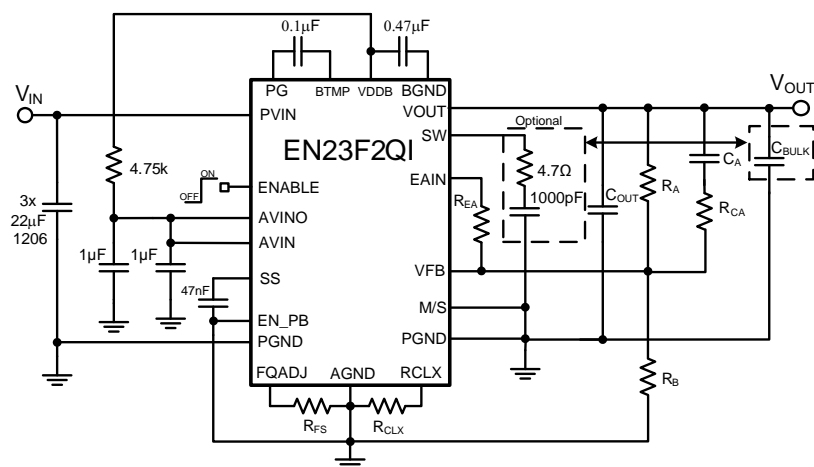 0.1µF
0.47µF
PG
BTMP
VDDB
BGND
VIN
VOUT
PVIN
VOUT
SW
Optional
EN23F2QI
4.75k
ON
OFF
ENABLE
EAIN
4.7Ω
1000pF
CA
CBULK
3x
22µF
1206
AVINO
AVIN
REA
COUT
RA
RCA
1µF
1µF
SS
VFB
47nF
EN_PB
M/S
PGND
PGND
FQADJ
AGND
RCLX
RFS
RCLX
RB